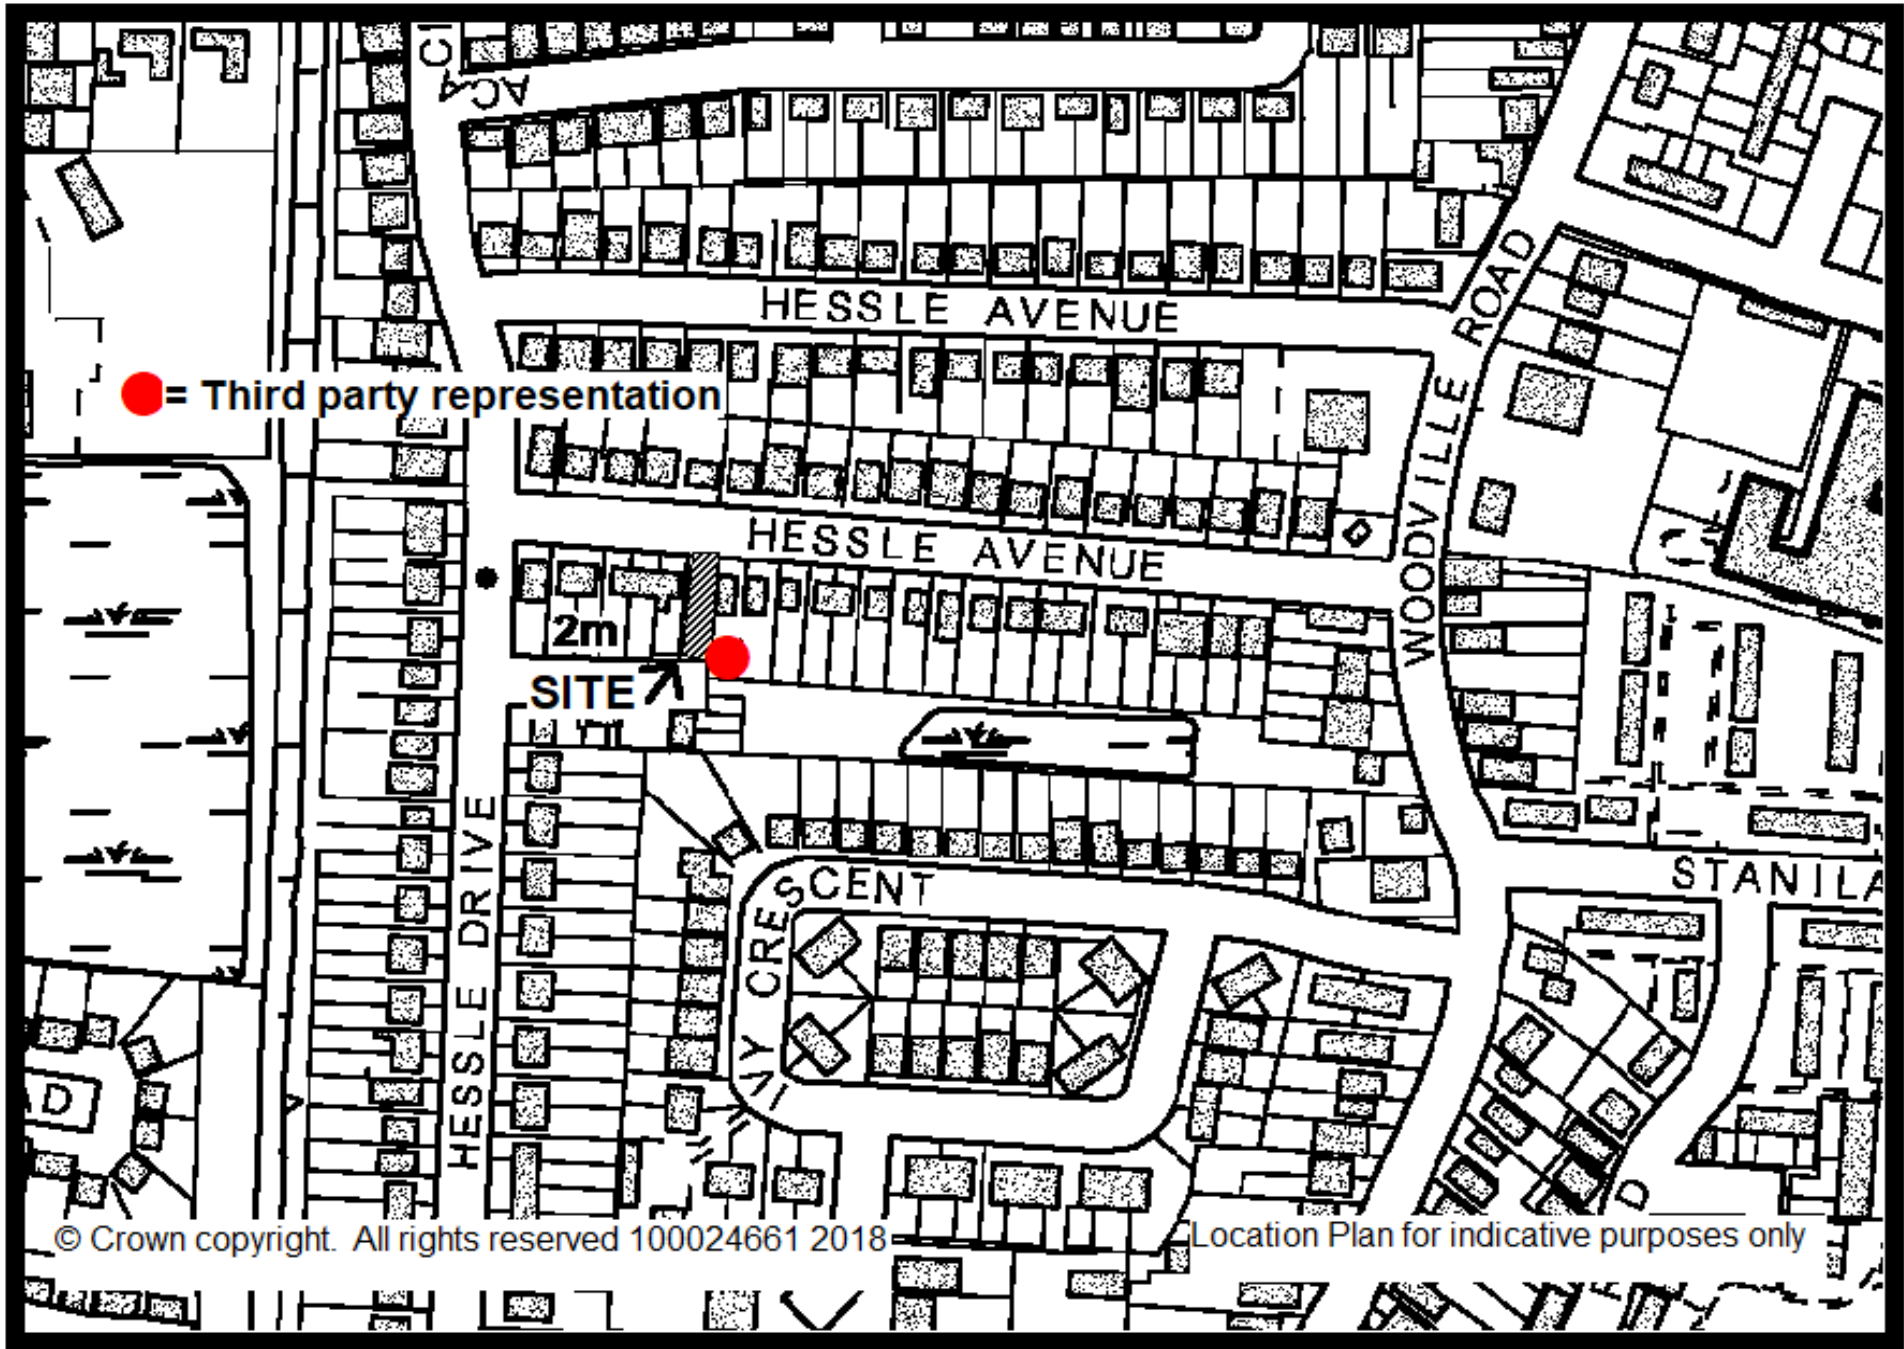 HESSLE AVENUE
ROAD
= Third party representation
WOODVILLE
HESSLE AVENUE
2m
SITE
HESSLE DRIVE
CRESCENT
STANILA
IVY
D
D
© Crown copyright. All rights reserved 100024661 2018
Location Plan for indicative purposes only